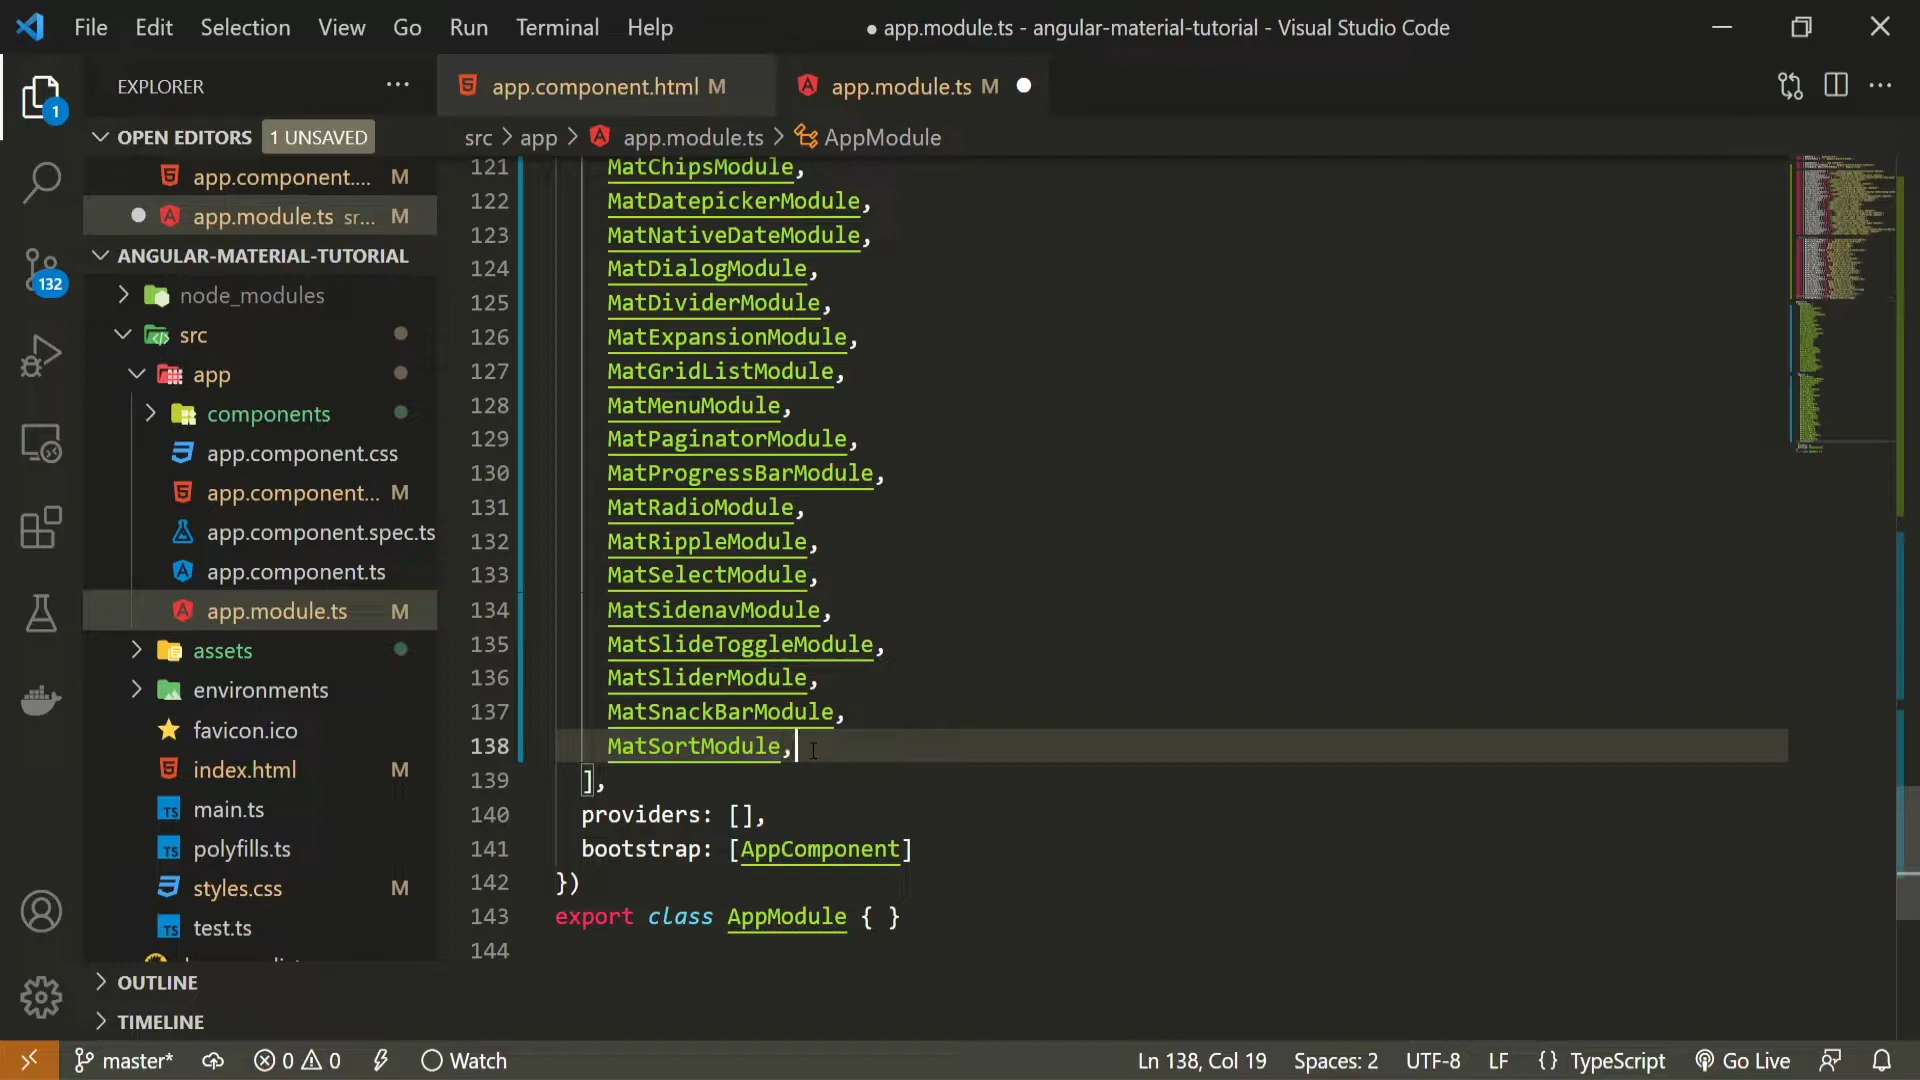 File Edit Selection View Go Run Terminal Help
● app.module.ts - angular-material-tutorial - Visual Studio Code
EXPLORER
app.component.html M
app.module.ts M
OPEN EDITORS 1 UNSAVED
src > app > app.module.ts > AppModule
1
app.component.... M
app.module.ts sr... M
ANGULAR-MATERIAL-TUTORIAL
132
node_modules
src
app
components
app.component.css
app.component... M
app.component.spec.ts
app.component.ts
app.module.ts M
assets
environments
favicon.ico
index.html M
main.ts
polyfills.ts
styles.css M
test.ts
OUTLINE
TIMELINE
121 MatChipsModule,
122 MatDatepickerModule,
123 MatNativeDateModule,
124 MatDialogModule,
125 MatDividerModule,
126 MatExpansionModule,
127 MatGridListModule,
128 MatMenuModule,
129 MatPaginatorModule,
130 MatProgressBarModule,
131 MatRadioModule,
132 MatRippleModule,
133 MatSelectModule,
134 MatSidenavModule,
135 MatSlideToggleModule,
136 MatSliderModule,
137 MatSnackBarModule,
138 MatSortModule,
139 ],
140 providers: [],
141 bootstrap: [AppComponent]
142 })
143 export class AppModule { }
144
master* 0 0 Watch
Ln 138, Col 19 Spaces: 2 UTF-8 LF {} TypeScript Go Live